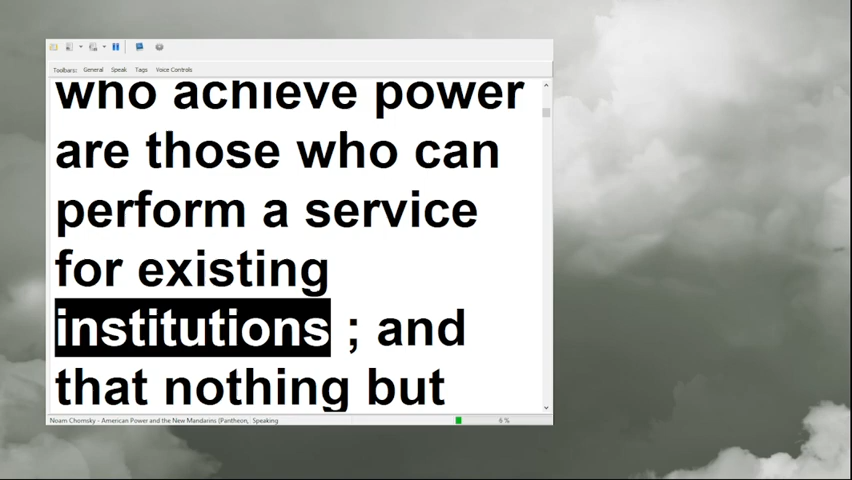 Toolbars: General Speak Tags Voice Controls
who achieve power
are those who can
perform a service
for existing
institutions ; and
that nothing but
Noam Chomsky - American Power and the New Mandarins (Pantheon, Speaking 6 %